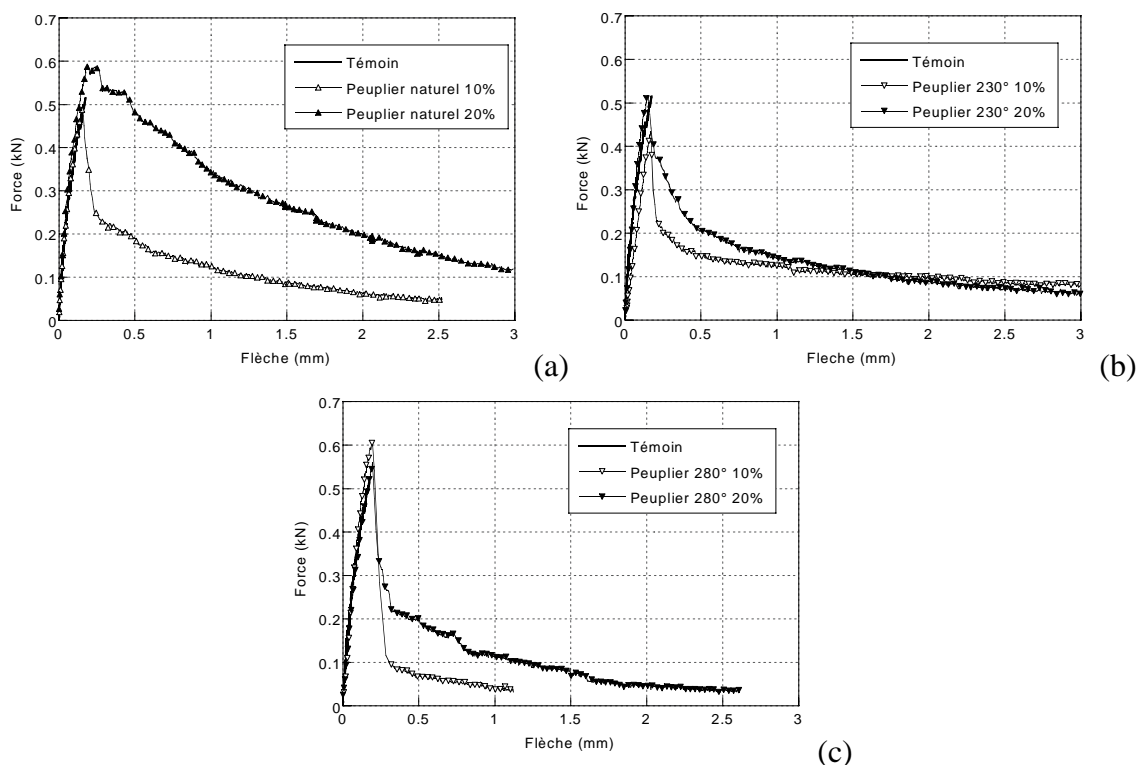 0.7
0.6
0.5
0.4
0.3
0.2
0.1
0
Force (kN)
Témoin
Peuplier naturel 10%
Peuplier naturel 20%
0 0.5 1 1.5 2 2.5 3
Flèche (mm)
(a)
0.7
0.6
0.5
0.4
0.3
0.2
0.1
0
Force (kN)
Témoin
Peuplier 230° 10%
Peuplier 230° 20%
0 0.5 1 1.5 2 2.5 3
Fleche (mm)
(b)
0.7
0.6
0.5
0.4
0.3
0.2
0.1
0
Force (kN)
Témoin
Peuplier 280° 10%
Peuplier 280° 20%
0 0.5 1 1.5 2 2.5 3
Flèche (mm)
(c)